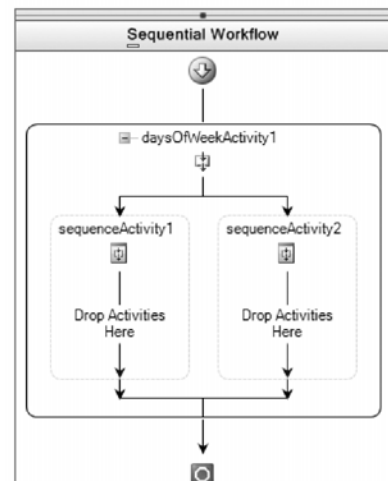 Sequential Workflow
daysOfWeekActivity1
sequenceActivity1
sequenceActivity2
Drop Activities
Here
Drop Activities
Here